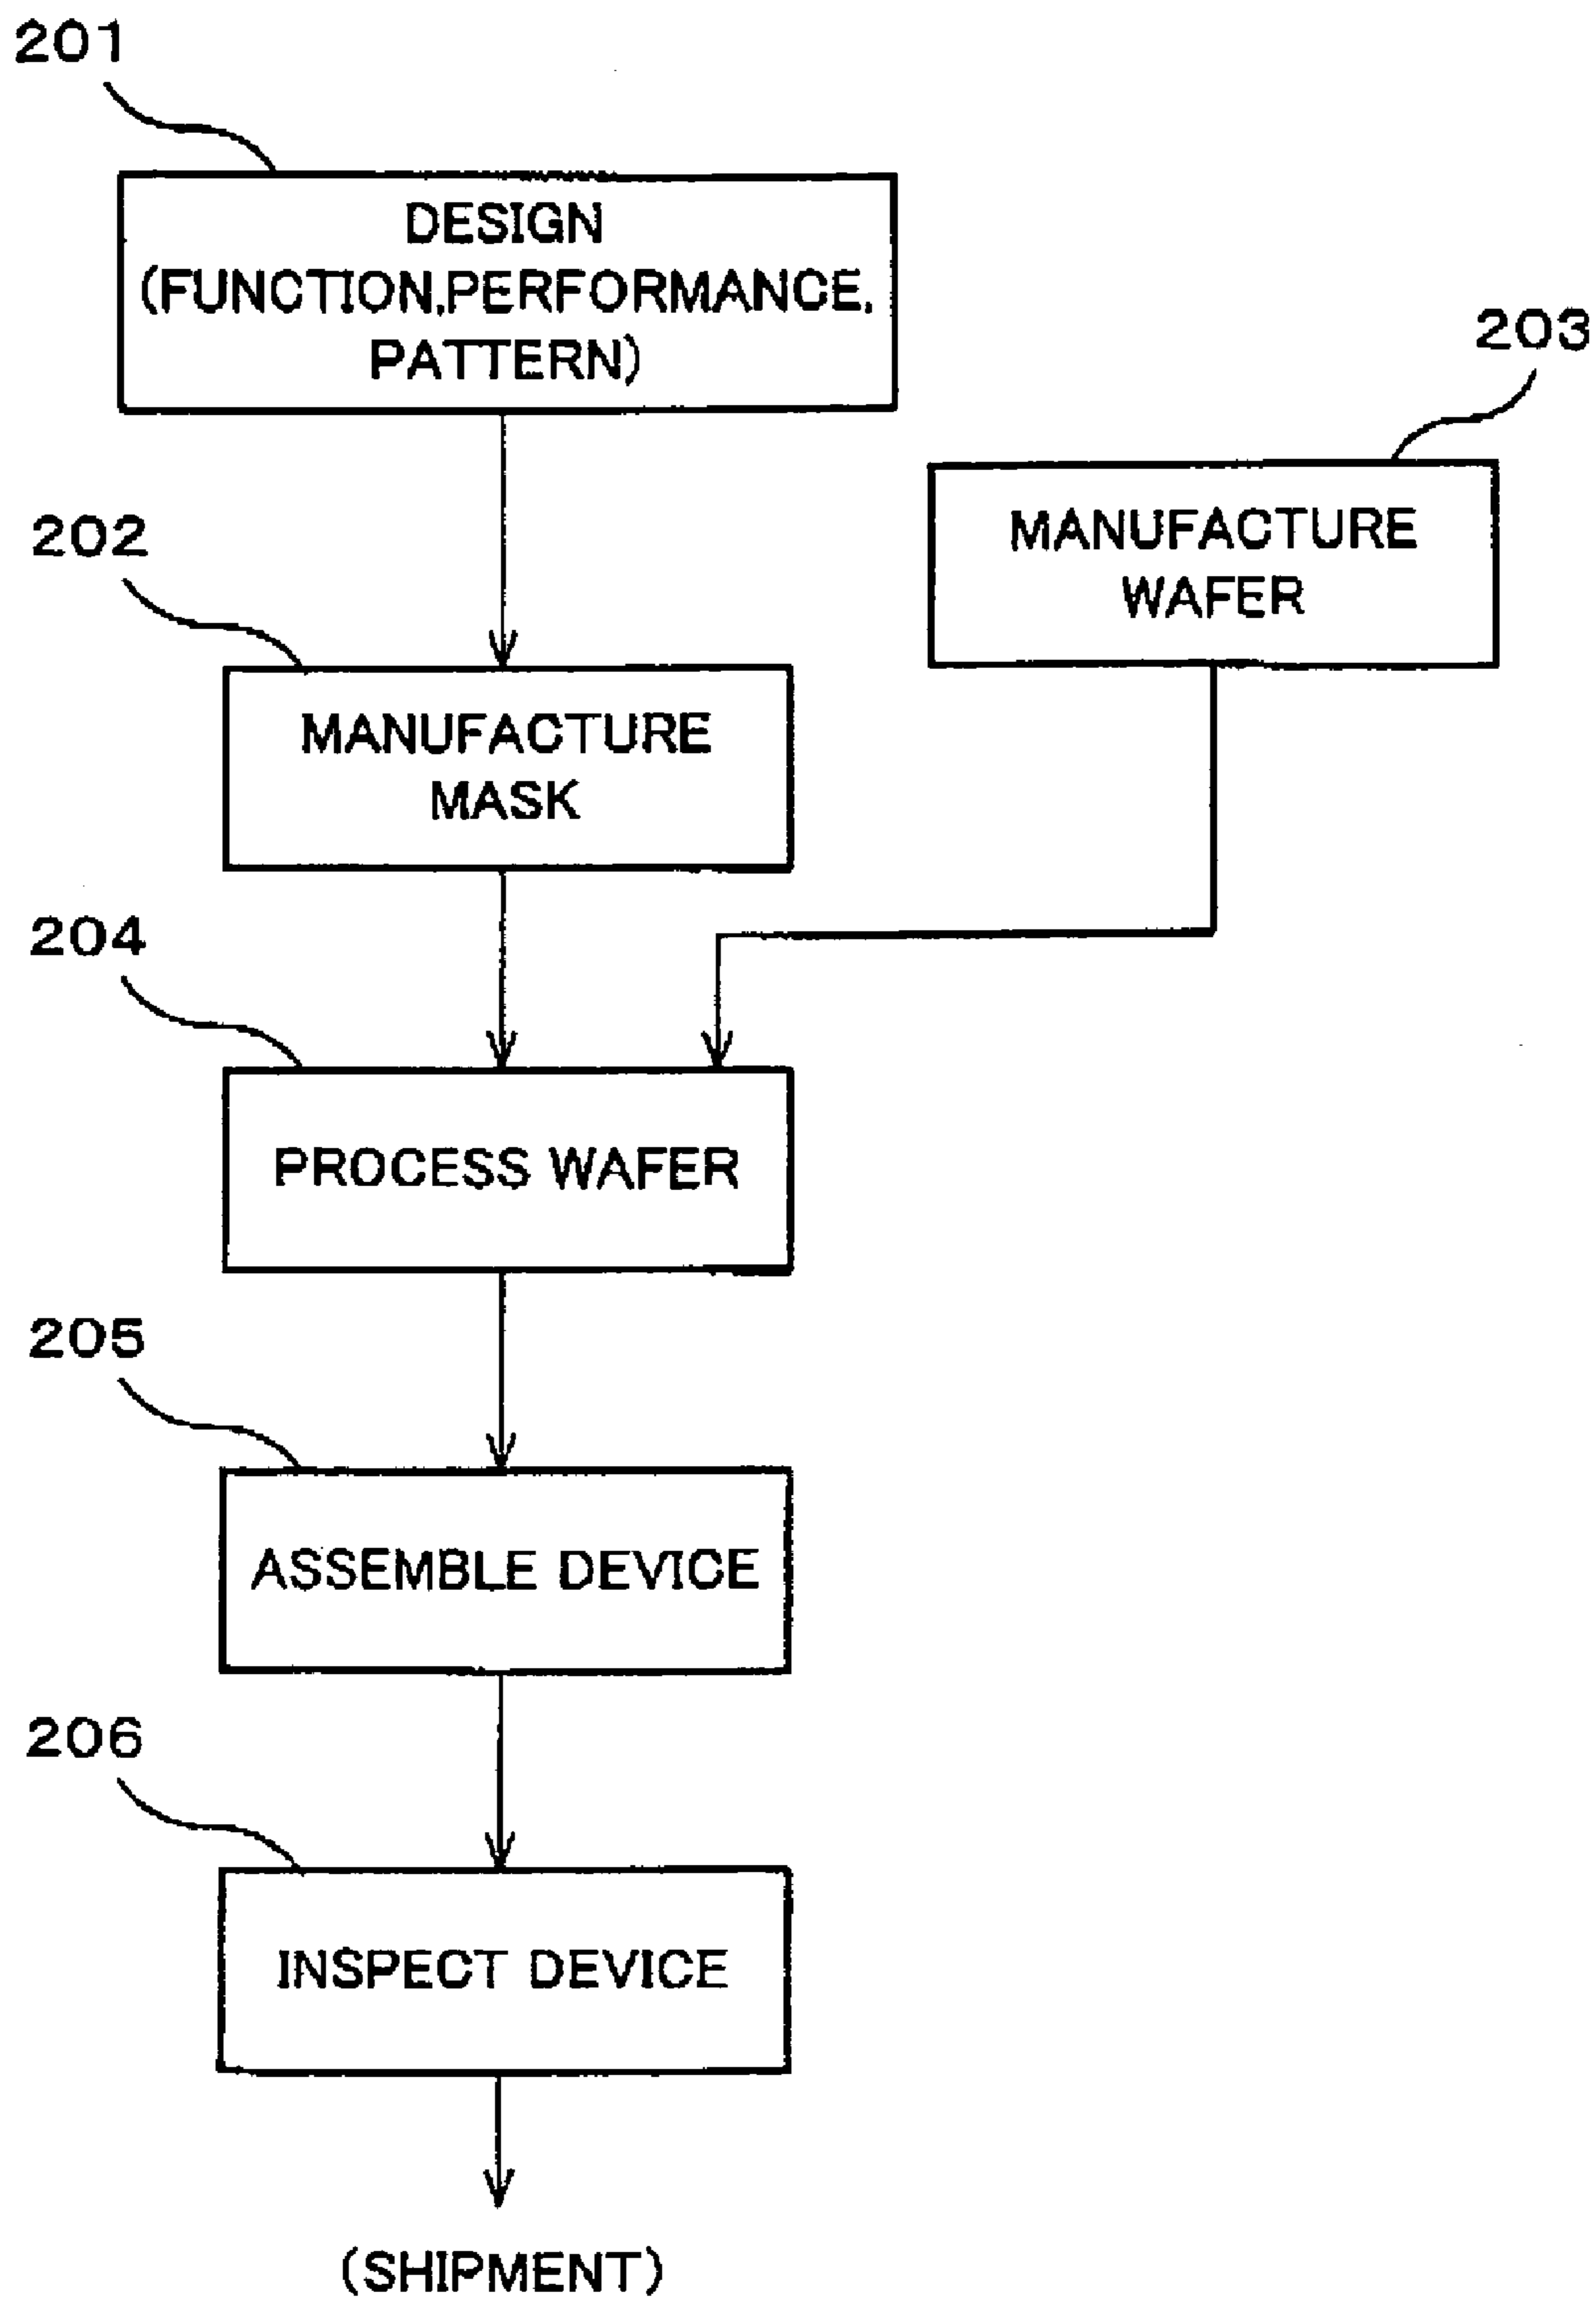 201
DESIGN
(FUNCTION,PERFORMANCE,
PATTERN)
203
MANUFACTURE
WAFER
202
MANUFACTURE
MASK
204
PROCESS WAFER
205
ASSEMBLE DEVICE
206
INSPECT DEVICE
(SHIPMENT)